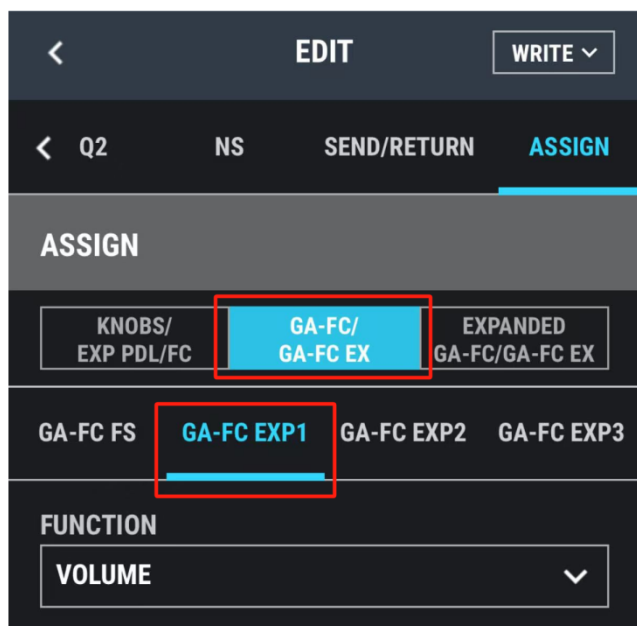 EDIT WRITE
Q2 NS SEND/RETURN ASSIGN
ASSIGN
KNOBS/
EXP PDL/FC
GA-FC/
GA-FC EX
EXPANDED
GA-FC/GA-FC EX
GA-FC FS GA-FC EXP1 GA-FC EXP2 GA-FC EXP3
FUNCTION
VOLUME